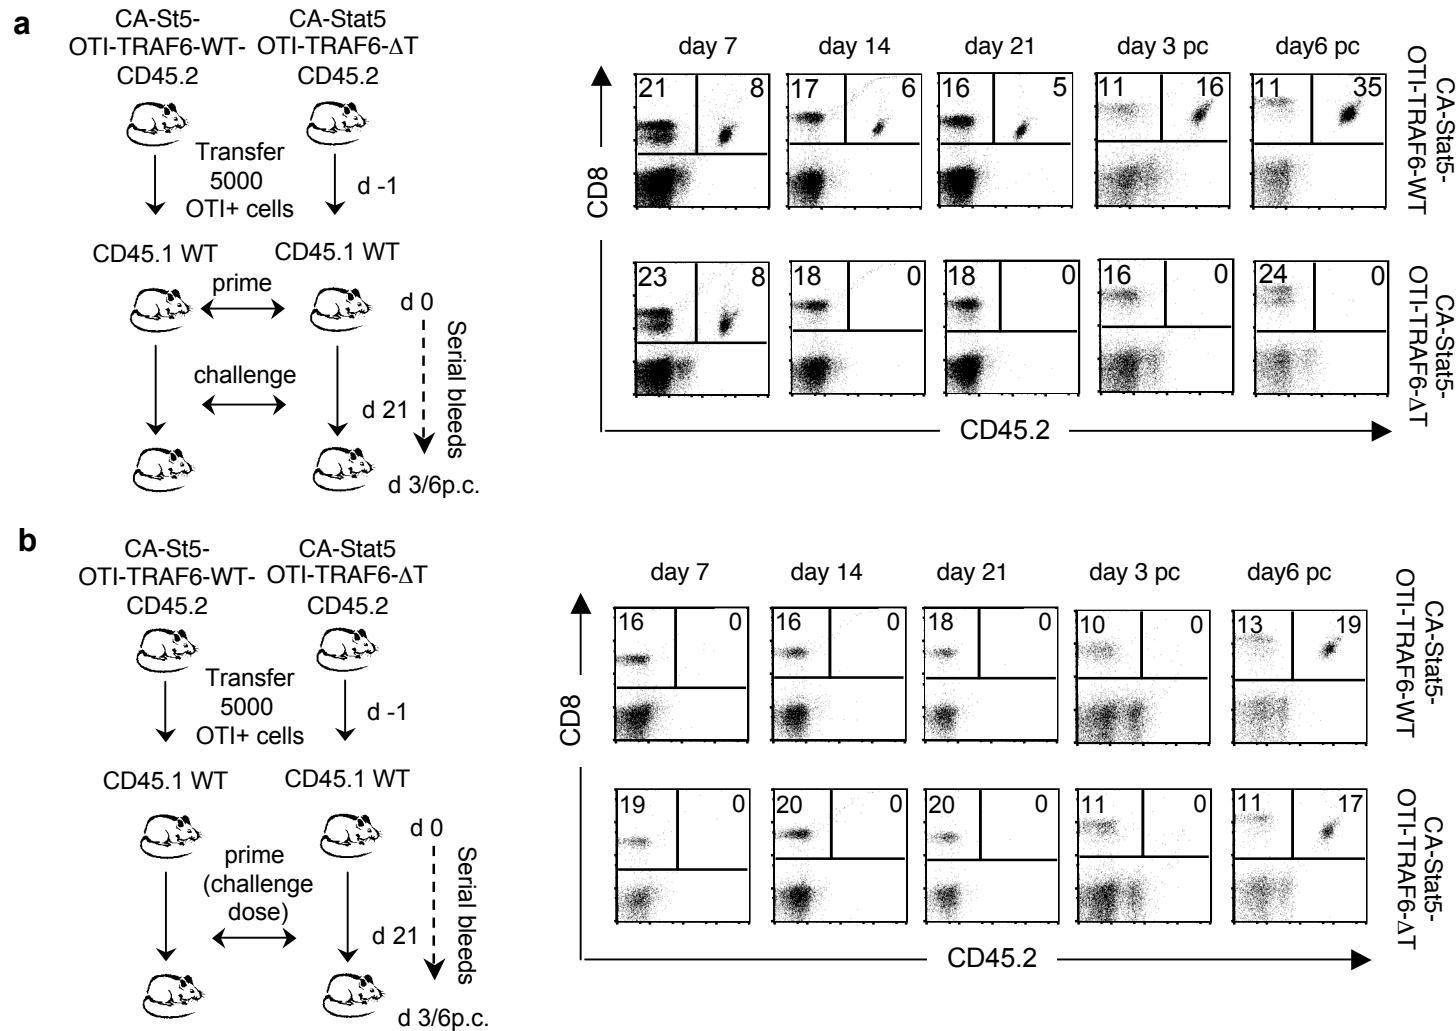 a
CA-St5-
OTI-TRAF6-WT-
CD45.2
CA-Stat5
OTI-TRAF6-ΔT
CD45.2
Transfer
5000
OTI+ cells
d -1
CD45.1 WT
CD45.1 WT
prime
d 0
Serial bleeds
challenge
d 21
d 3/6p.c.
day 7
day 14
day 21
day 3 pc
day6 pc
21 8
17 6
16 5
11 16
11 35
CA-Stat5-
OTI-TRAF6-WT
CD8
23 8
18 0
18 0
16 0
24 0
CA-Stat5-
OTI-TRAF6-ΔT
CD45.2
b
CA-St5-
OTI-TRAF6-WT-
CD45.2
CA-Stat5
OTI-TRAF6-ΔT
CD45.2
Transfer
5000
OTI+ cells
d -1
CD45.1 WT
CD45.1 WT
d 0
prime
(challenge
dose)
Serial bleeds
d 21
d 3/6p.c.
day 7
day 14
day 21
day 3 pc
day6 pc
16 0
16 0
18 0
10 0
13 19
CA-Stat5-
OTI-TRAF6-WT
CD8
19 0
20 0
20 0
11 0
11 17
CA-Stat5-
OTI-TRAF6-ΔT
CD45.2